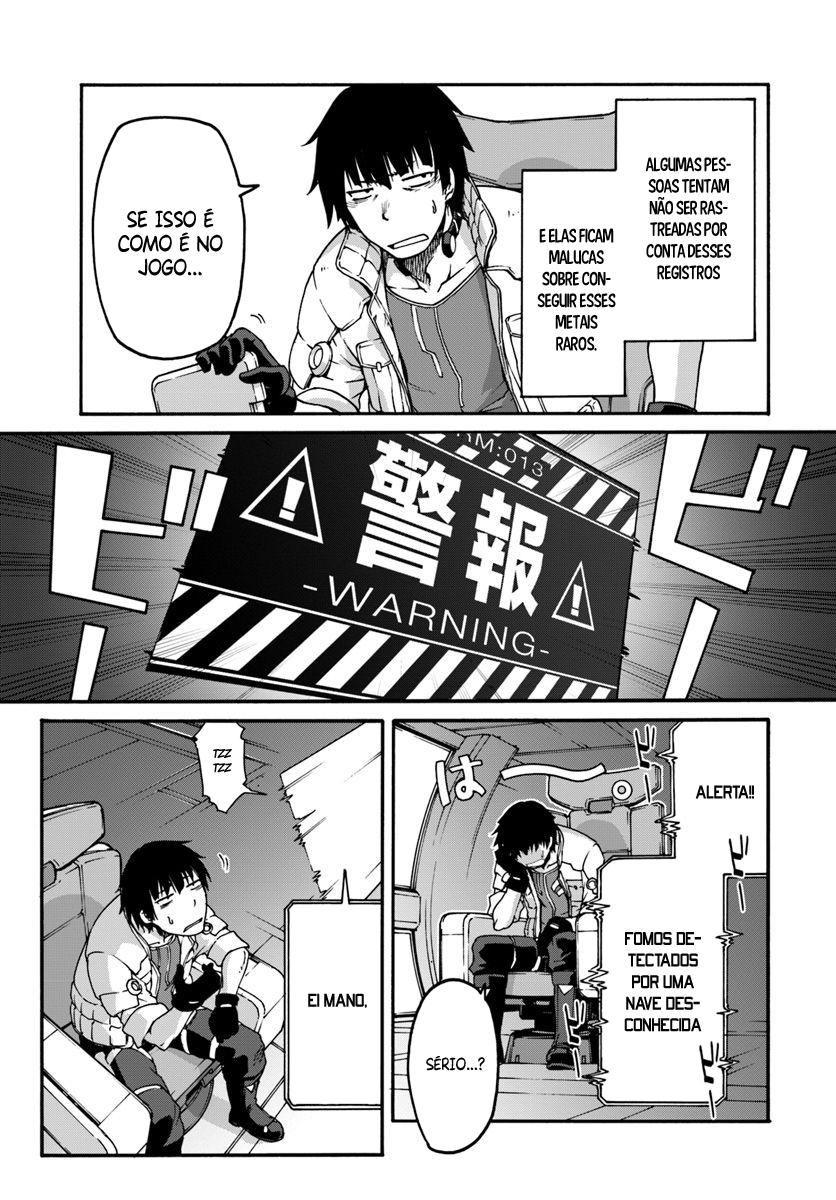 ALGUMAS PES-
SOAS TENTAM
NÃO SER RAS-
TREADAS POR
CONTA DESSES
REGISTROS
E ELAS FICAM
MALUCAS
SOBRE CON-
SEGUIR ESSES
METAIS
RAROS.
SE ISSO É
COMO É NO
JOGO...
RM:013
警報
-WARNING-
ビー
ビー
ALERTA!!
FOMOS DE-
TECTADOS
POR UMA
NAVE DES-
CONHECIDA
は
SÉRIO...?
TZZ
TZZ
EI MANO,